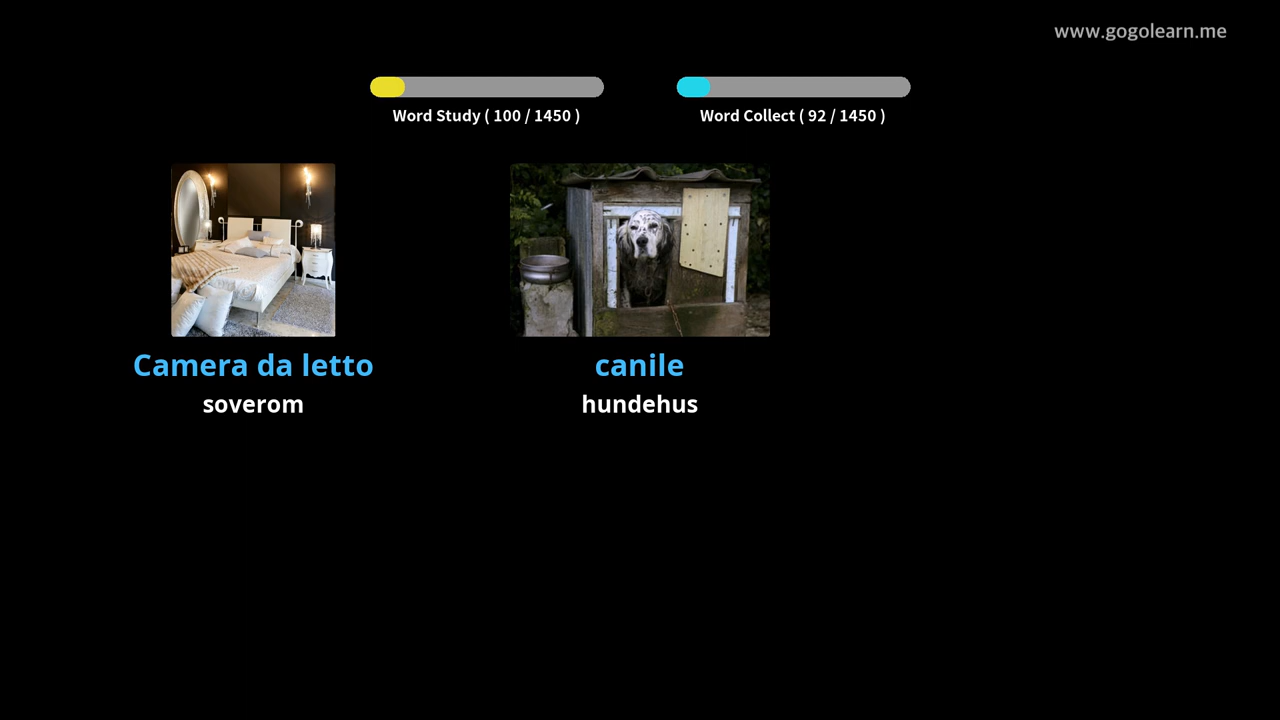 www.gogolearn.me
Word Study ( 100 / 1450 )
Word Collect ( 92 / 1450 )
Camera da letto
soverom
canile
hundehus